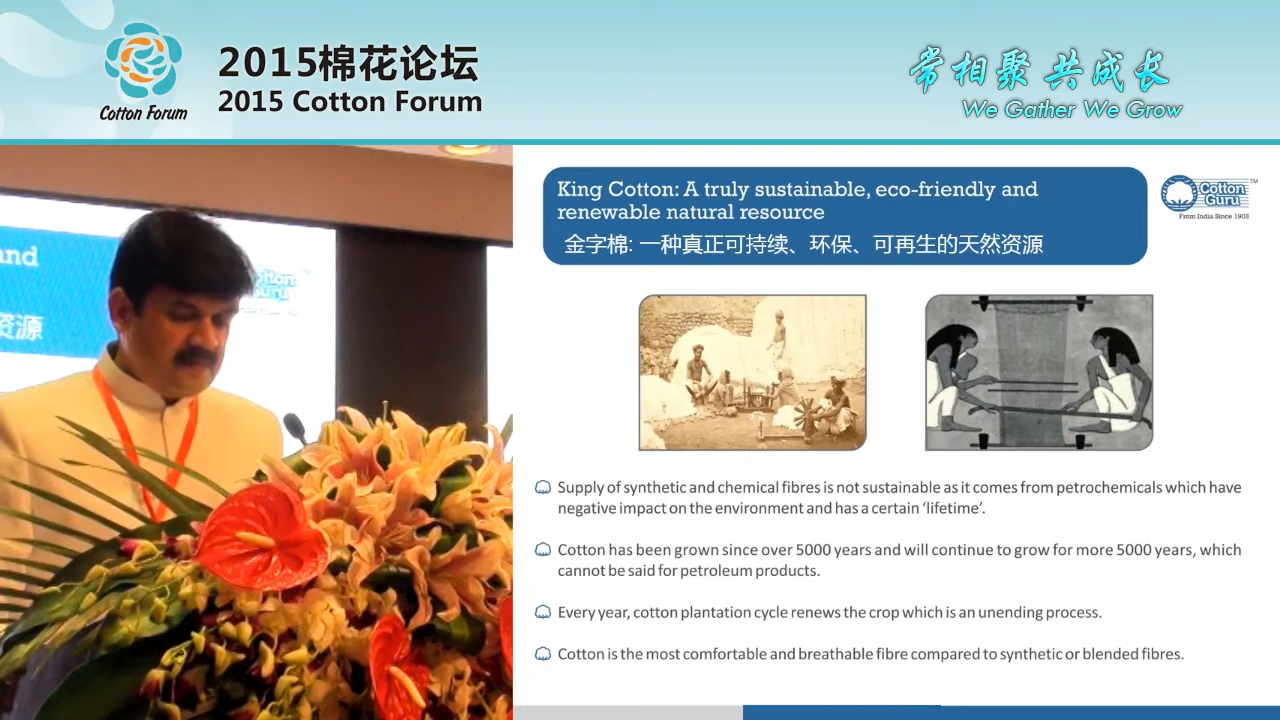 Cotton Forum
2015棉花论坛
2015 Cotton Forum
常相聚 共成长
We Gather We Grow
and
资源
Cotton
Guru
King Cotton: A truly sustainable, eco-friendly and
renewable natural resource
金字棉: 一种真正可持续、环保、可再生的天然资源
Cotton
Guru
TM
From India Since 1903
Supply of synthetic and chemical fibres is not sustainable as it comes from petrochemicals which have
negative impact on the environment and has a certain ‘lifetime’.
Cotton has been grown since over 5000 years and will continue to grow for more 5000 years, which
cannot be said for petroleum products.
Every year, cotton plantation cycle renews the crop which is an unending process.
Cotton is the most comfortable and breathable fibre compared to synthetic or blended fibres.